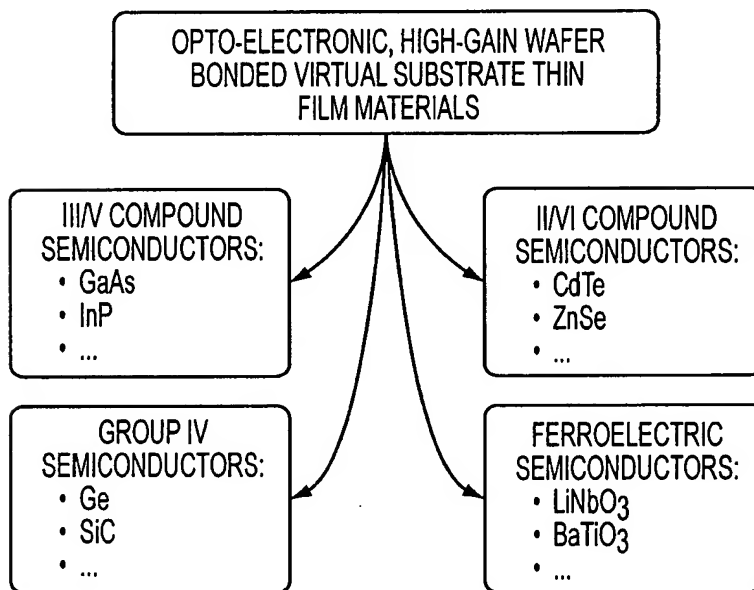 OPTO-ELECTRONIC, HIGH-GAIN WAFER
BONDED VIRTUAL SUBSTRATE THIN
FILM MATERIALS
III/V COMPOUND
SEMICONDUCTORS:
• GaAs
• InP
• ...
II/VI COMPOUND
SEMICONDUCTORS:
• CdTe
• ZnSe
• ...
GROUP IV
SEMICONDUCTORS:
• Ge
• SiC
• ...
FERROELECTRIC
SEMICONDUCTORS:
• LiNbO3
• BaTiO3
• ...